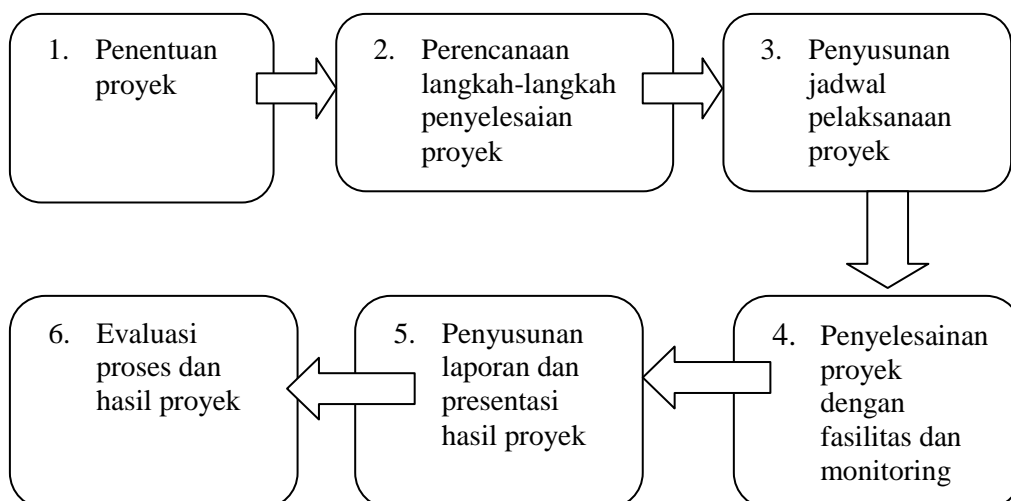 1. Penentuan
proyek
2. Perencanaan
langkah-langkah
penyelesaian
proyek
3. Penyusunan
jadwal
pelaksanaan
proyek
4. Penyelesainan
proyek
dengan
fasilitas dan
monitoring
5. Penyusunan
laporan dan
presentasi
hasil proyek
6. Evaluasi
proses dan
hasil proyek